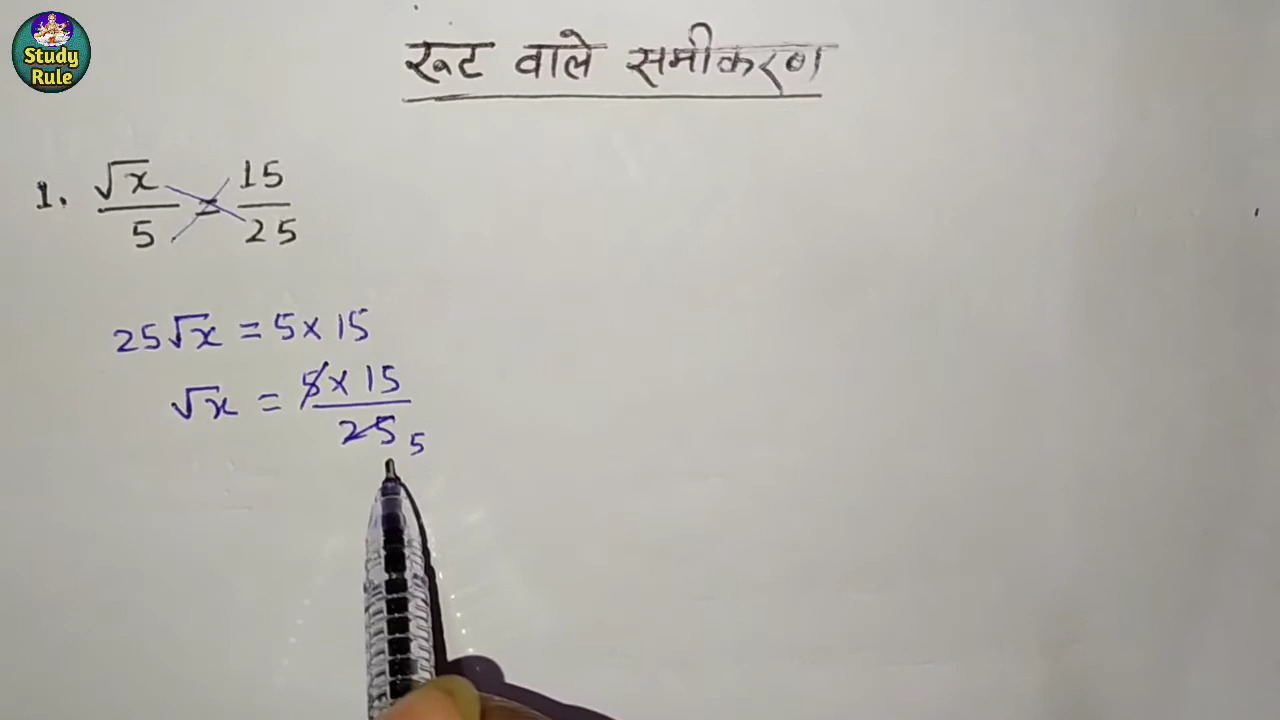 Study
Rule
रूट वाले समीकरण
1. √x/5 = 15/25
25√x = 5 × 15
√x = 5 × 15/25 5